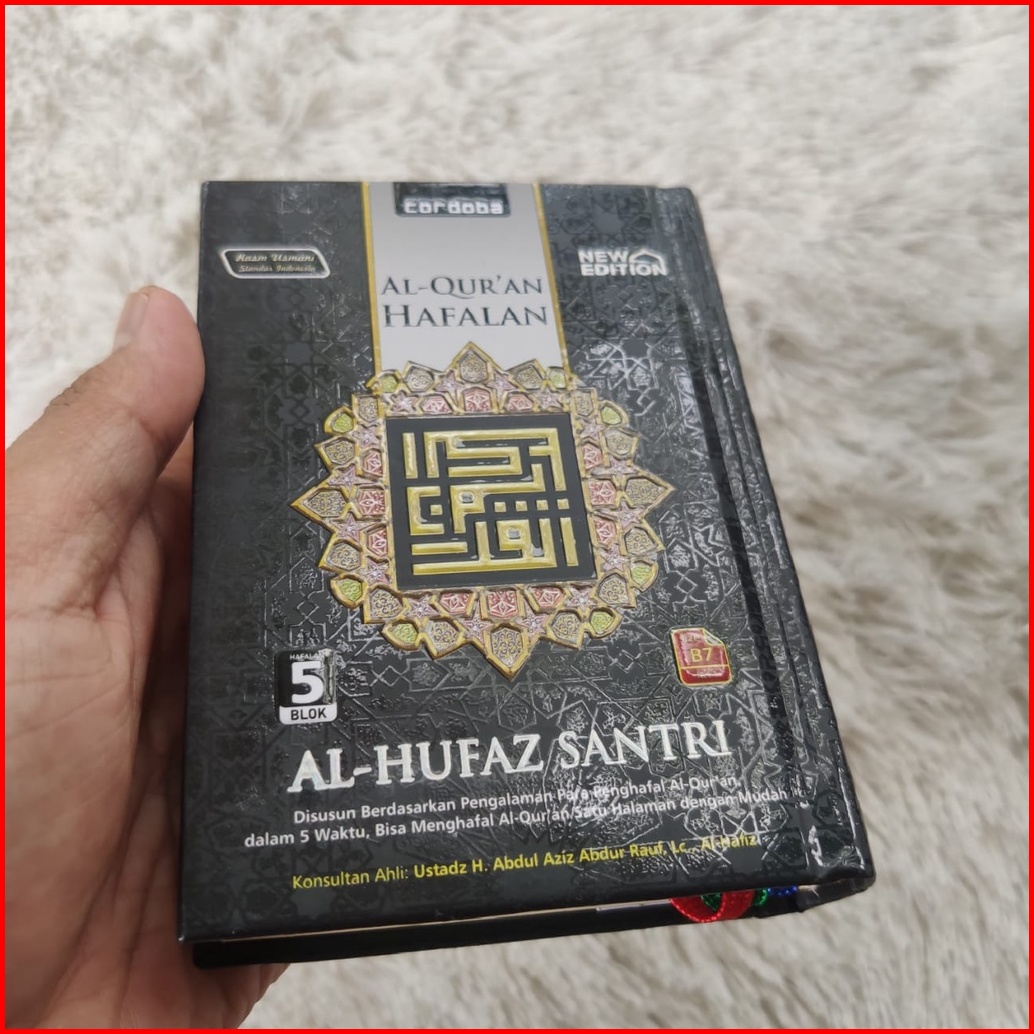 cordoba
Rasm Usmani
Standar Indonesia
NEW
EDITION
AL-QUR'AN
HAFALAN
القرآن الكريم
B7
HAFALAN
5
BLOK
AL-HUFAZ SANTRI
Disusun Berdasarkan Pengalaman Para Penghafal Al-Qur'an,
dalam 5 Waktu, Bisa Menghafal Al-Qur'an Satu Halaman dengan Mudah
Konsultan Ahli: Ustadz H. Abdul Aziz Abdur Rauf, Lc., Al-Hafiz